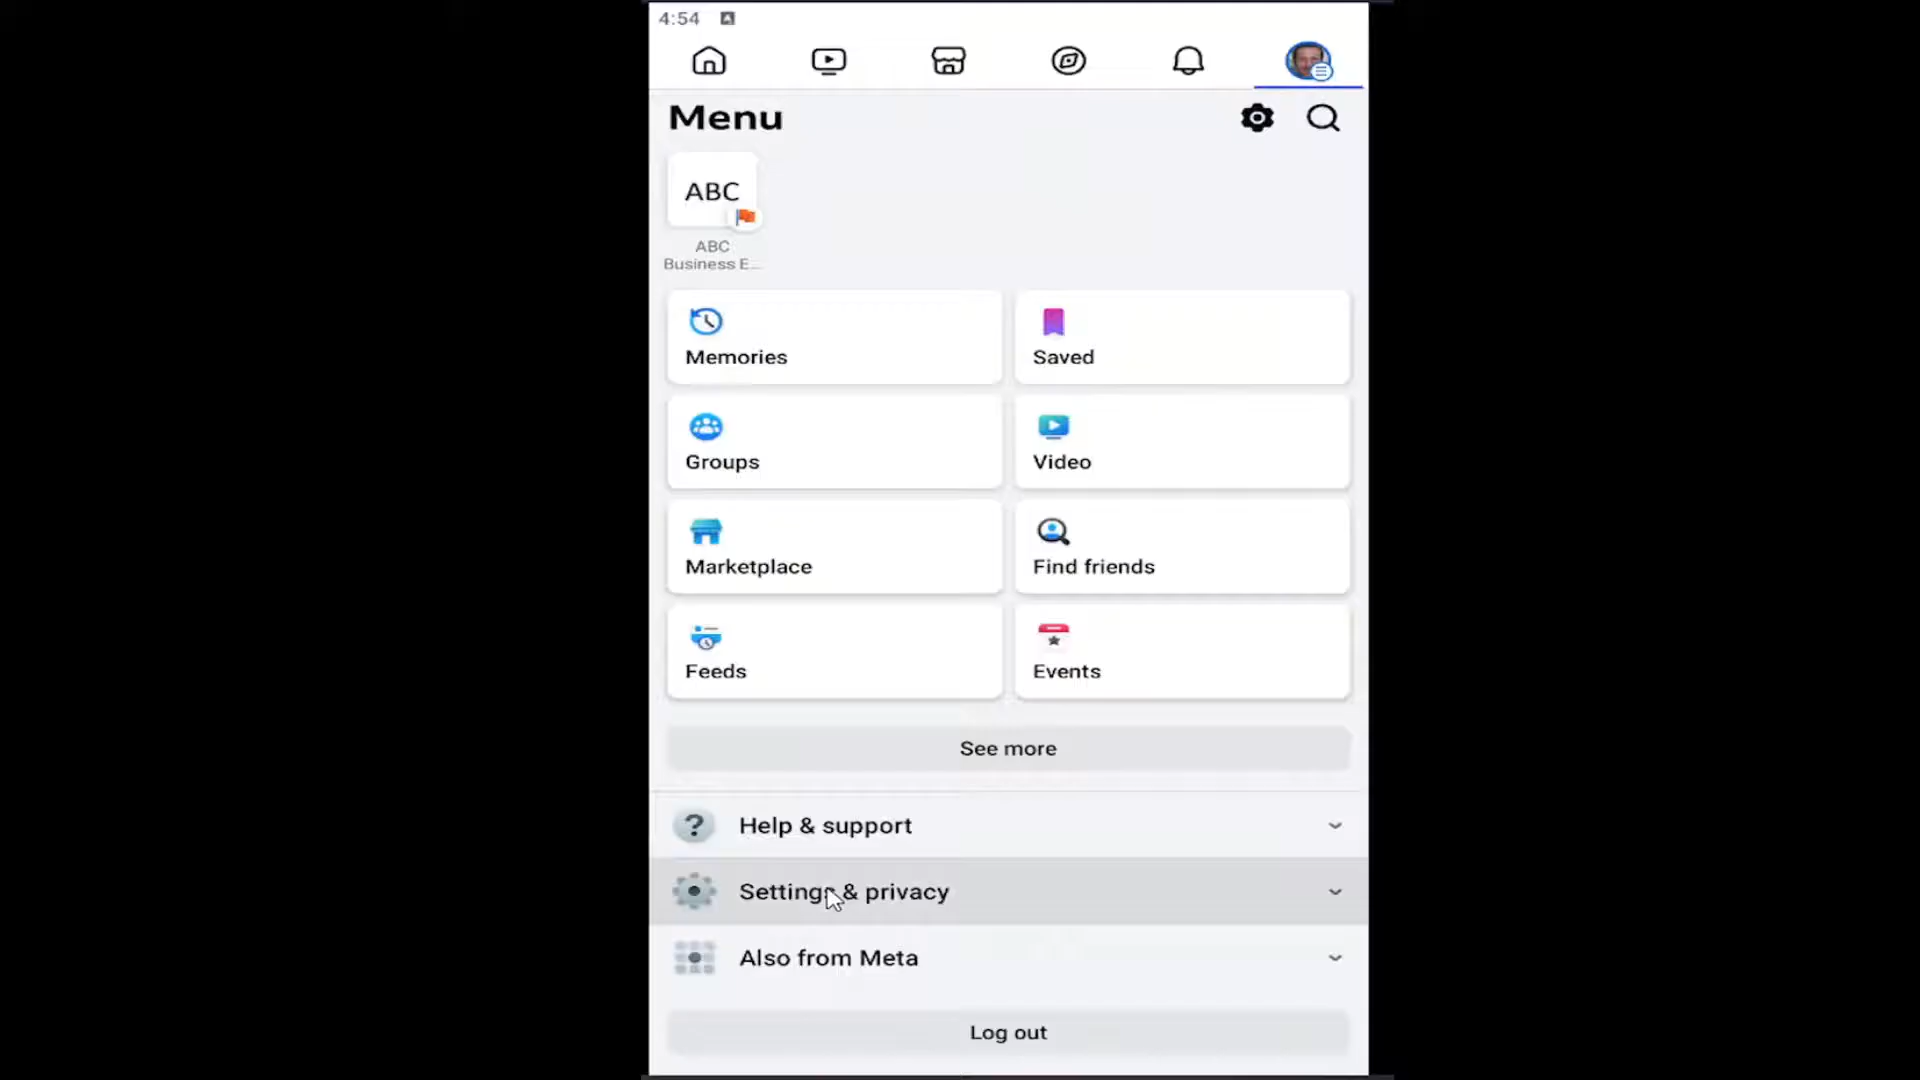 4:54
Menu
ABC
ABC
Business E...
Memories
Saved
Groups
Video
Marketplace
Find friends
Feeds
Events
See more
Help & support
Settings & privacy
Also from Meta
Log out